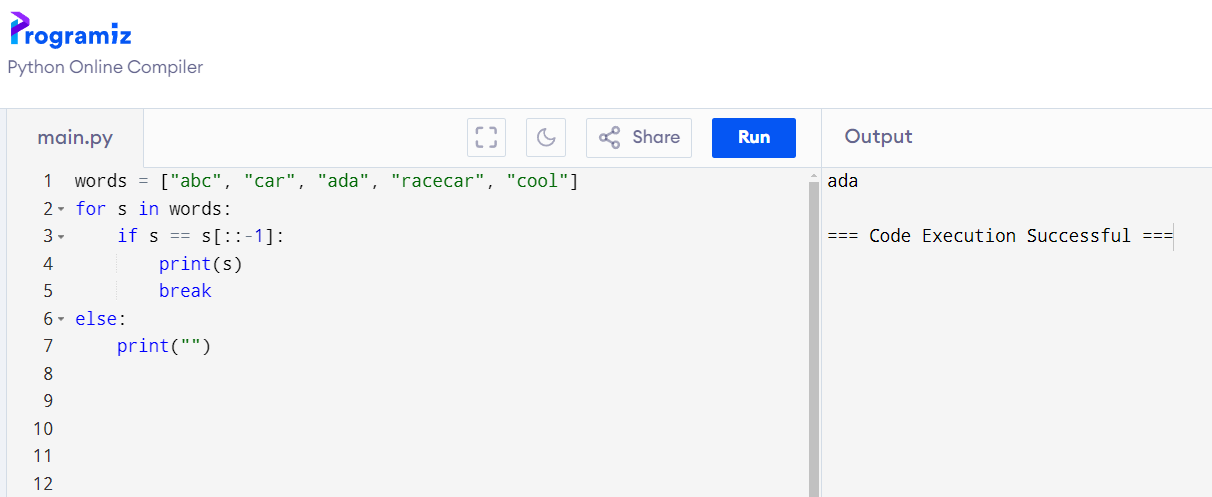 Programiz
Python Online Compiler
main.py
Share
Run
Output
1 words = ["abc", "car", "ada", "racecar", "cool"]
2 for s in words:
3     if s == s[::-1]:
4         print(s)
5         break
6 else:
7     print("")
8
9
10
11
12
ada
=== Code Execution Successful ===